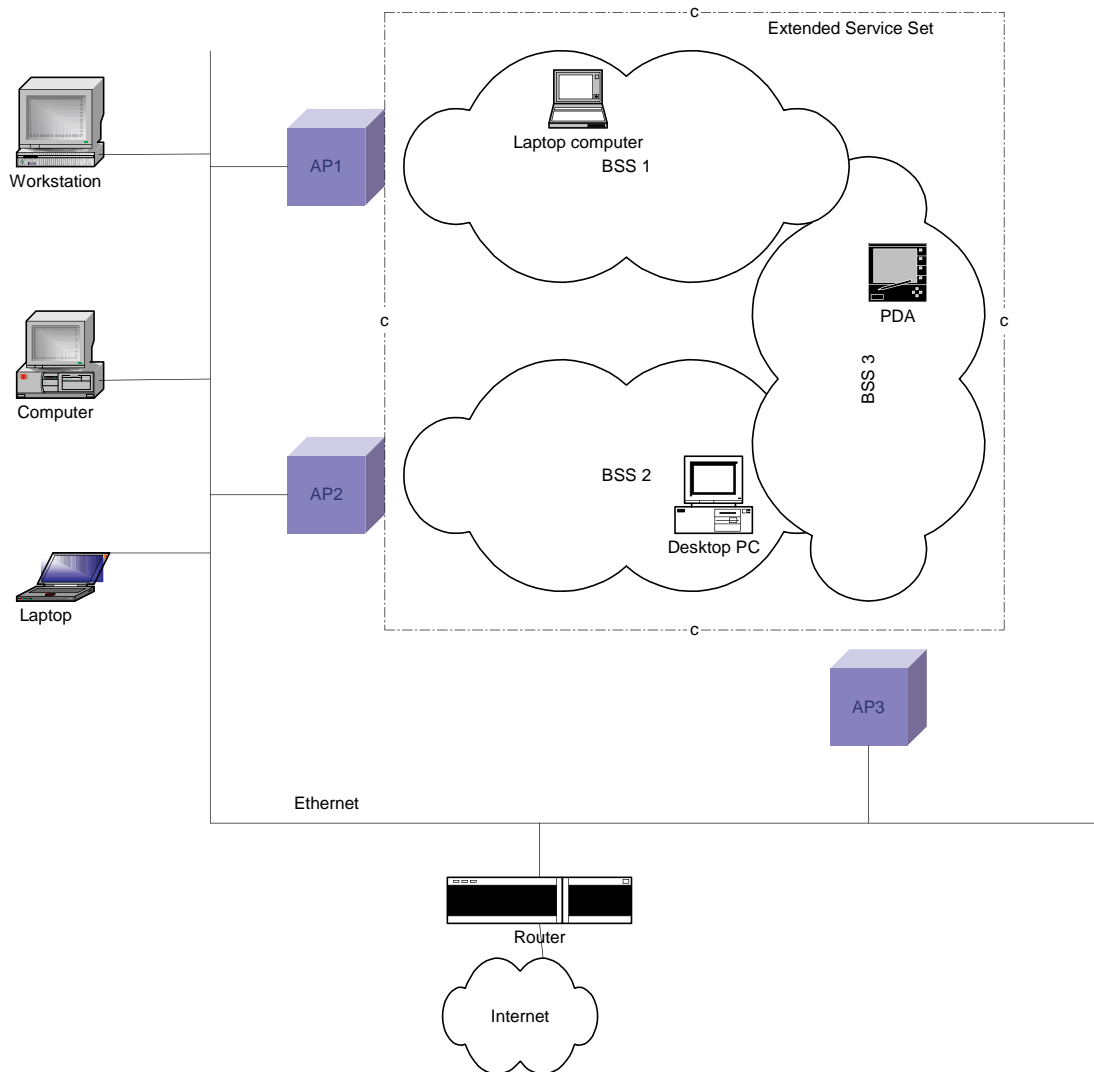 c
Extended Service Set
Laptop computer
BSS 1
AP1
Workstation
PDA
c
c
BSS 3
Computer
BSS 2
AP2
Desktop PC
Laptop
c
AP3
Ethernet
Router
Internet